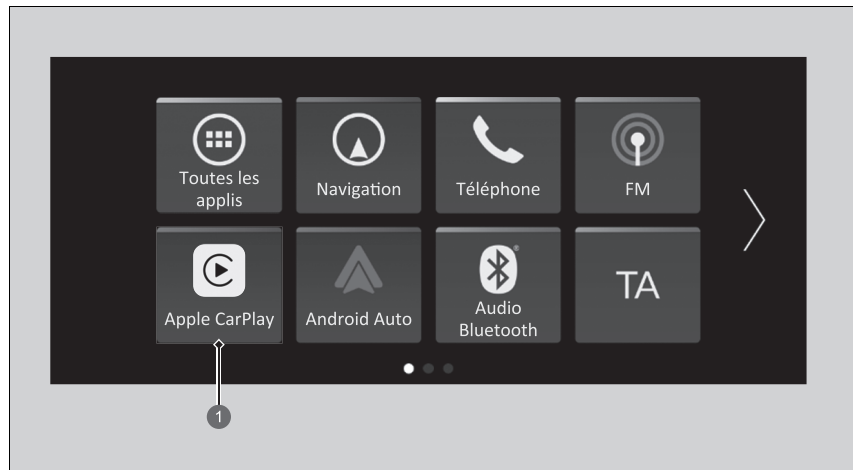 Toutes les
applis
Navigation
Téléphone
FM
Apple CarPlay
Android Auto
Audio
Bluetooth
TA
1